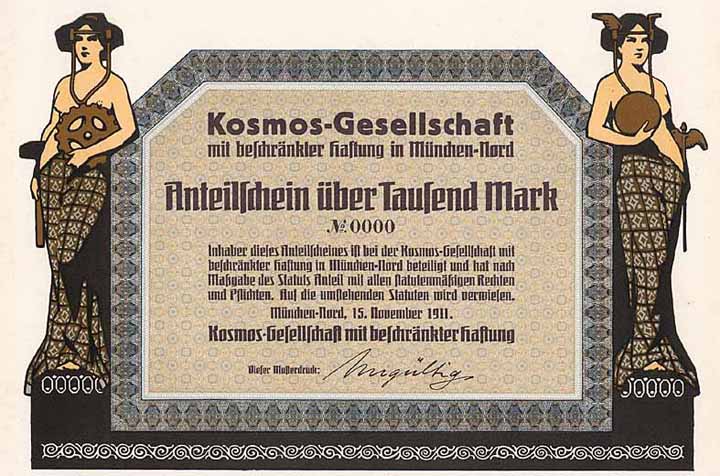 Kosmos-Gesellschaft
mit beschränkter Haftung in München-Nord
Anteilschein über Tausend Mark
№ 0000
Inhaber dieses Anteilscheines ist bei der Kosmos-Gesellschaft mit
beschränkter Haftung in München-Nord beteiligt und hat nach
Maßgabe des Statuts Anteil mit allen statutenmäßigen Rechten
und Pflichten. Auf die umstehenden Statuten wird verwiesen.
München-Nord, 15. November 1911.
Kosmos-Gesellschaft mit beschränkter Haftung
Dieser Musterdruck: Ungültig